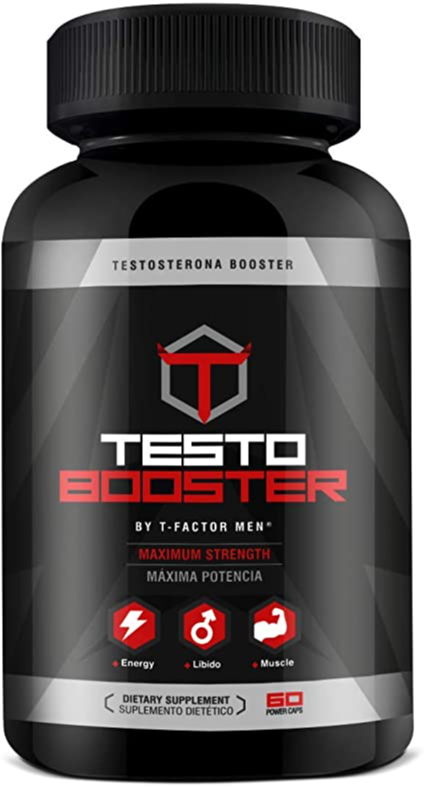 TESTOSTERONA BOOSTER
T
TESTO
BOOSTER
BY T-FACTOR MEN®
MAXIMUM STRENGTH
MÁXIMA POTENCIA
+ Energy + Libido + Muscle
DIETARY SUPPLEMENT
SUPLEMENTO DIETÉTICO
60
POWER CAPS